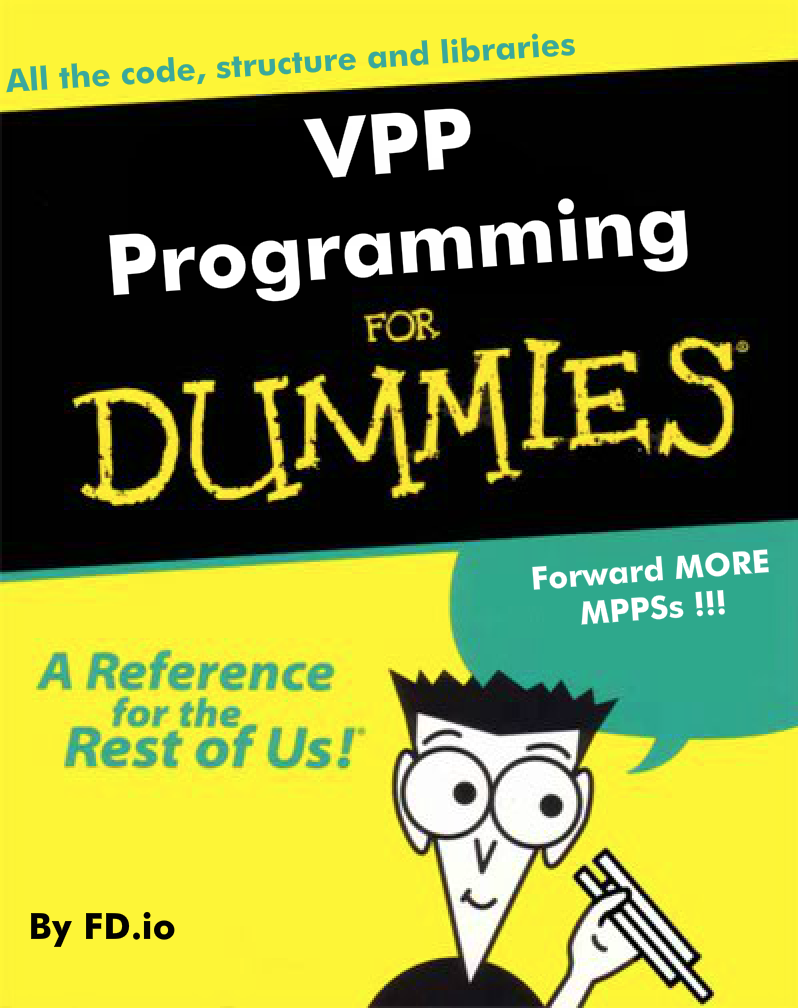 All the code, structure and libraries
VPP
Programming
FOR
DUMMIES®
Forward MORE
MPPSs !!!
A Reference
for the
Rest of Us!®
By FD.io